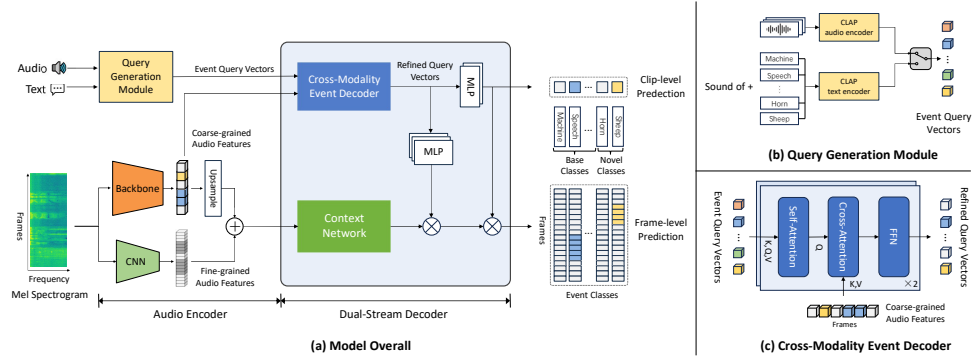 Audio
Text
Query
Generation
Module
Event Query Vectors
Cross-Modality
Event Decoder
Refined Query
Vectors
MLP
MLP
Clip-level
Predection
Machine
Speech
Horn
Sheep
Base
Classes
Novel
Classes
Coarse-grained
Audio Features
Backbone
Upsample
CNN
Fine-grained
Audio Features
Frames
Frequency
Mel Spectrogram
Context
Network
Frames
Frame-level
Prediction
Event Classes
Audio Encoder
Dual-Stream Decoder
(a) Model Overall
CLAP
audio encoder
Machine
Speech
Sound of +
Horn
Sheep
CLAP
text encoder
Event Query
Vectors
(b) Query Generation Module
Event Query Vectors
K,Q,V
Self-Attention
Q
Cross-Attention
FFN
×2
K,V
Refined Query Vectors
Frames
Coarse-grained
Audio Features
(c) Cross-Modality Event Decoder